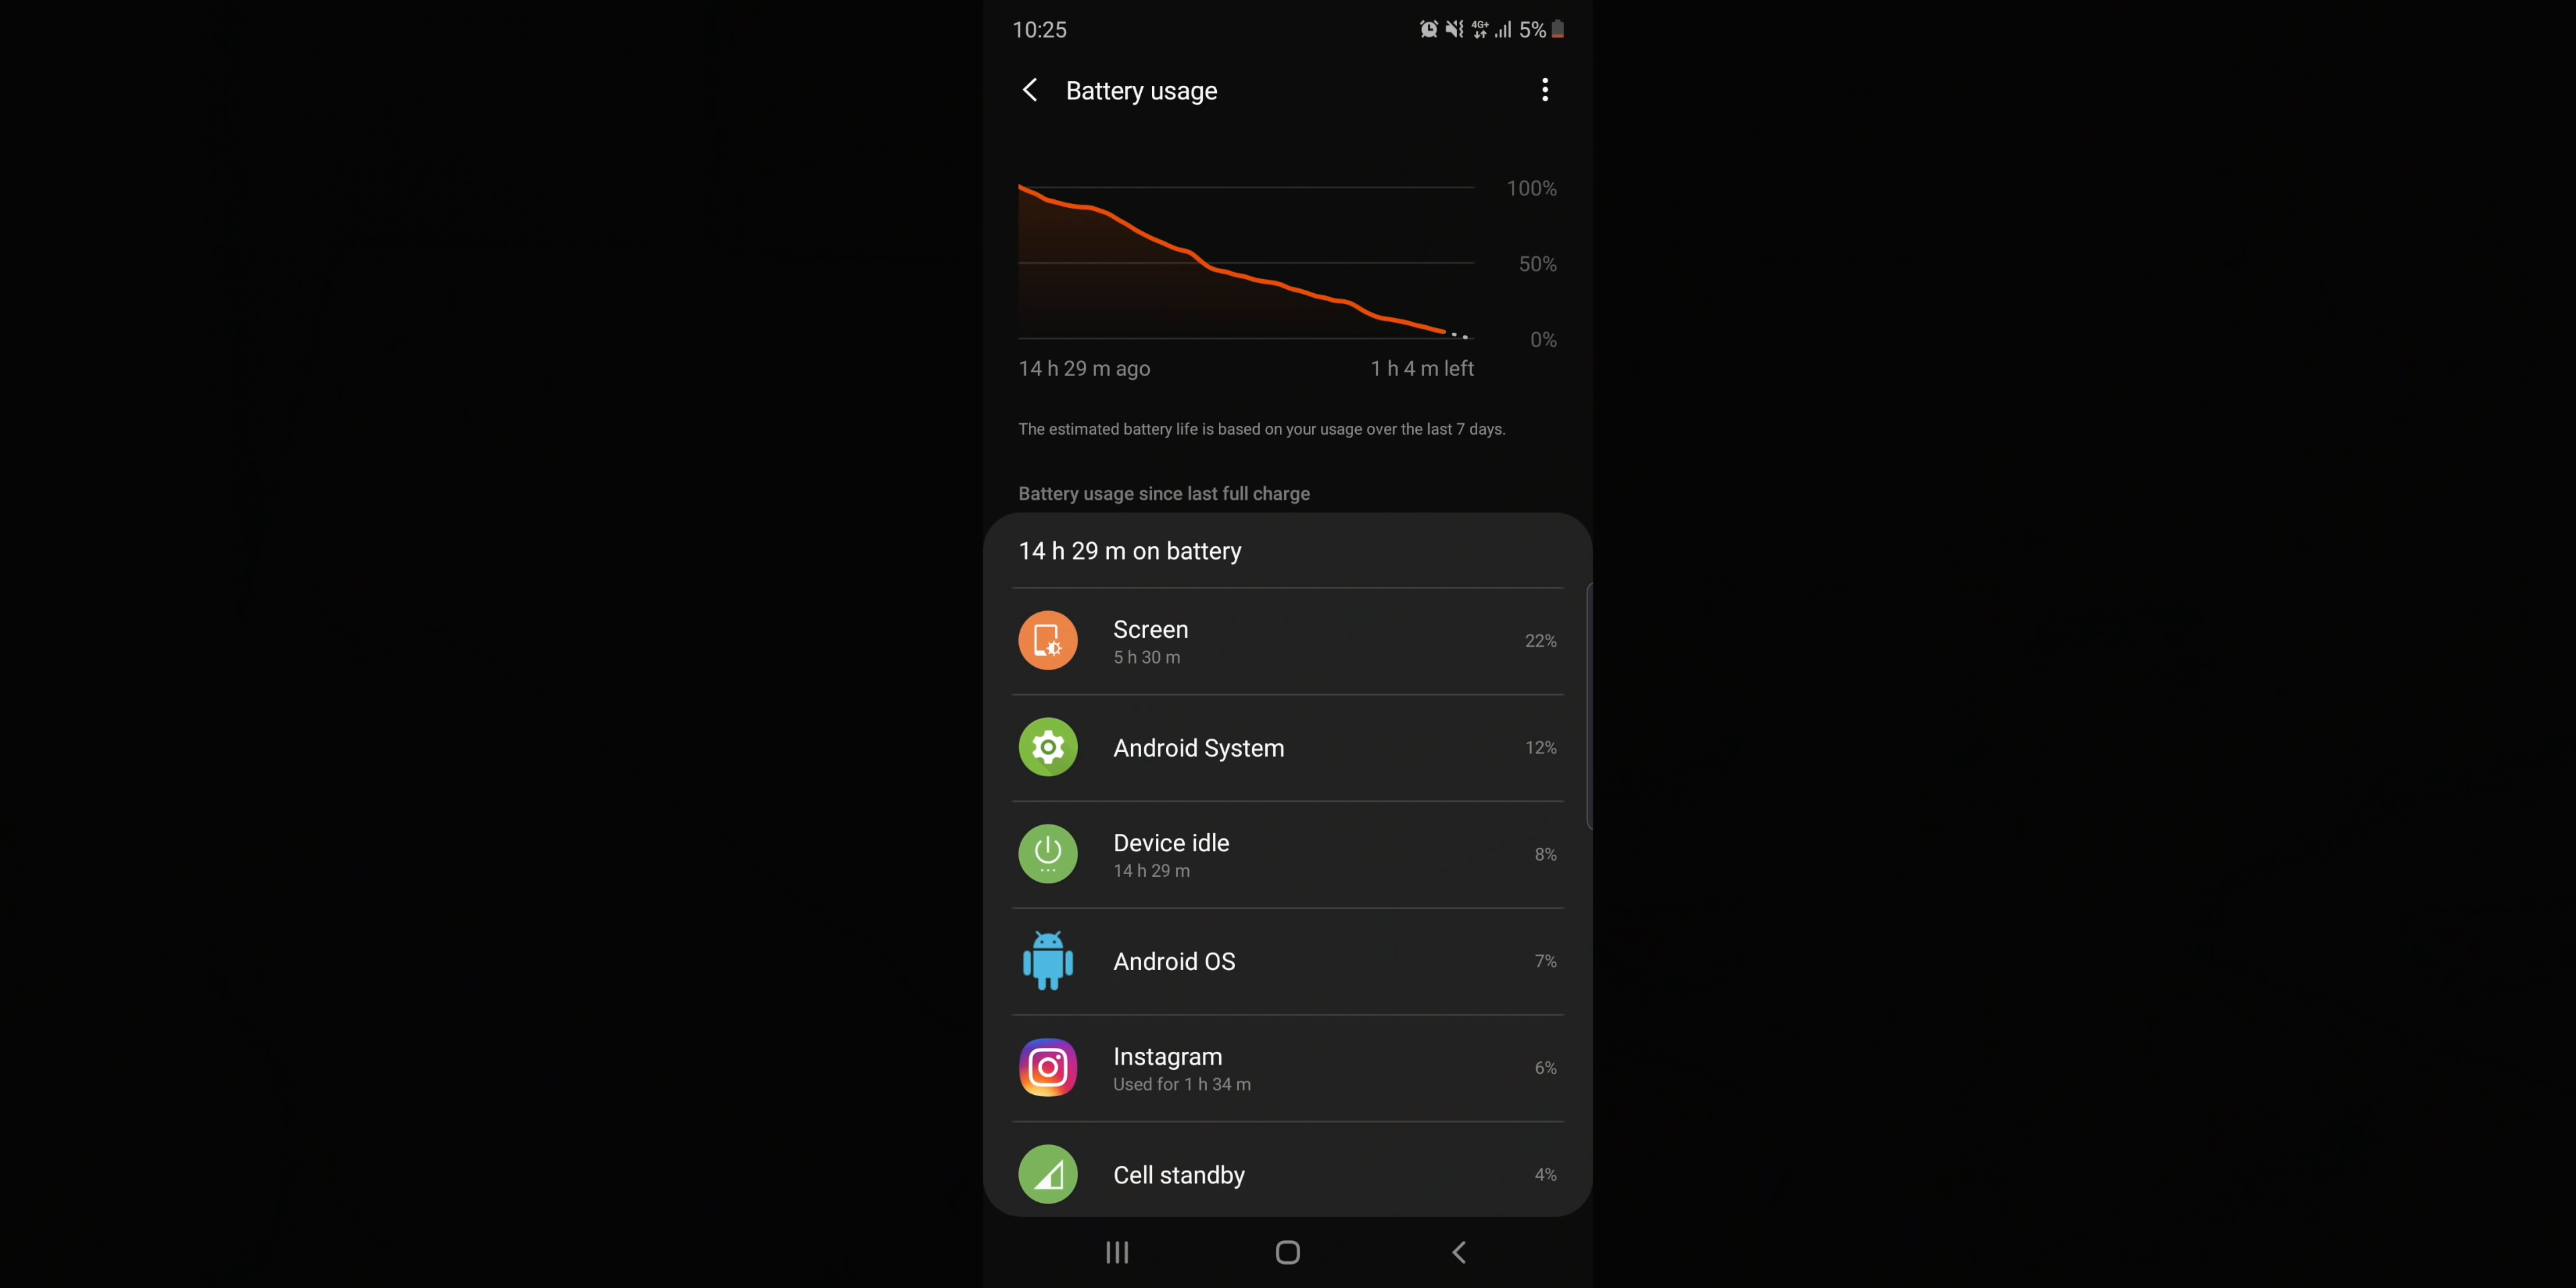 10:25
4G+ 5%
Battery usage
100%
50%
0%
14 h 29 m ago 1 h 4 m left
The estimated battery life is based on your usage over the last 7 days.
Battery usage since last full charge
14 h 29 m on battery
Screen
5 h 30 m
22%
Android System
12%
Device idle
14 h 29 m
8%
Android OS
7%
Instagram
Used for 1 h 34 m
6%
Cell standby
4%